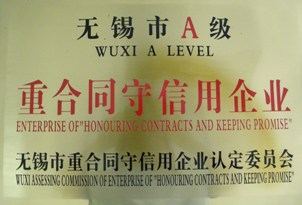 无锡市A级
WUXI A LEVEL
重合同守信用企业
ENTERPRISE OF"HONOURING CONTRACTS AND KEEPING PROMISE"
无锡市重合同守信用企业认定委员会
WUXI ASSESSING COMMISSION OF ENTERPRISE OF "HONOURING CONTRACTS AND KEEPING PROMISE"